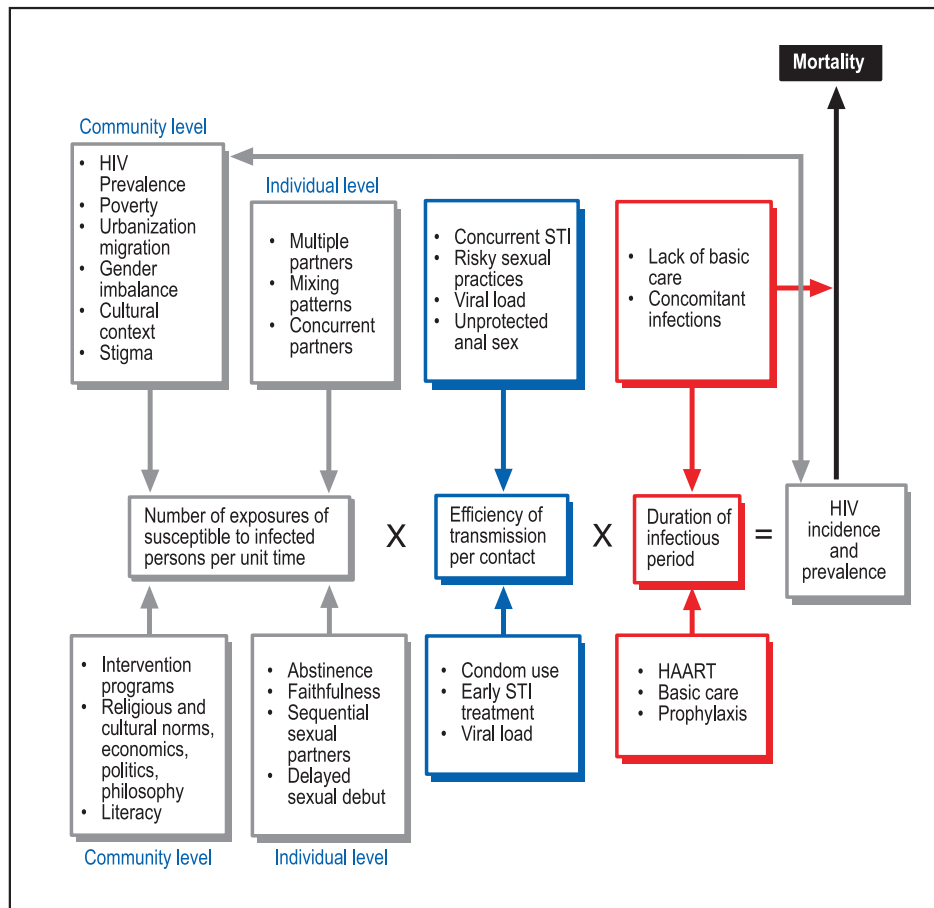 Mortality
Community level
• HIV
Prevalence
• Poverty
• Urbanization
migration
• Gender
imbalance
• Cultural
context
• Stigma
Individual level
• Multiple
partners
• Mixing
patterns
• Concurrent
partners
• Concurrent STI
• Risky sexual
practices
• Viral load
• Unprotected
anal sex
• Lack of basic
care
• Concomitant
infections
Number of exposures of
susceptible to infected
persons per unit time
X
Efficiency of
transmission
per contact
X
Duration of
infectious
period
=
HIV
incidence
and
prevalence
• Intervention
programs
• Religious and
cultural norms,
economics,
politics,
philosophy
• Literacy
Community level
• Abstinence
• Faithfulness
• Sequential
sexual
partners
• Delayed
sexual debut
Individual level
• Condom use
• Early STI
treatment
• Viral load
• HAART
• Basic care
• Prophylaxis